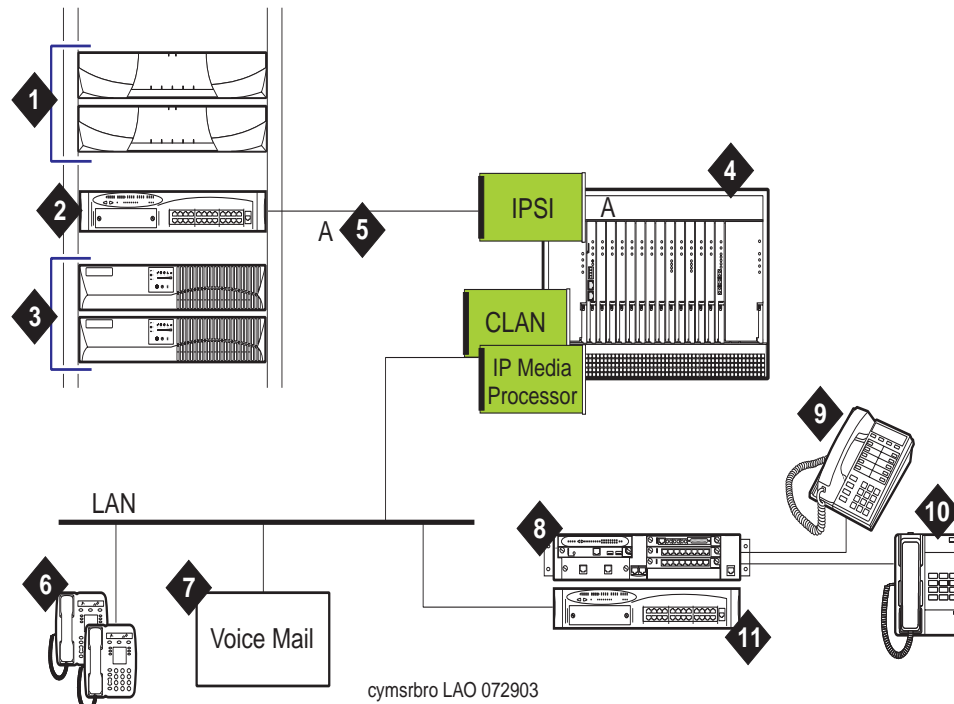 1
2
3
4
IPSI
A
A
5
CLAN
IP Media
Processor
9
LAN
8
10
6
7
Voice Mail
11
cymsrbro LAO 072903